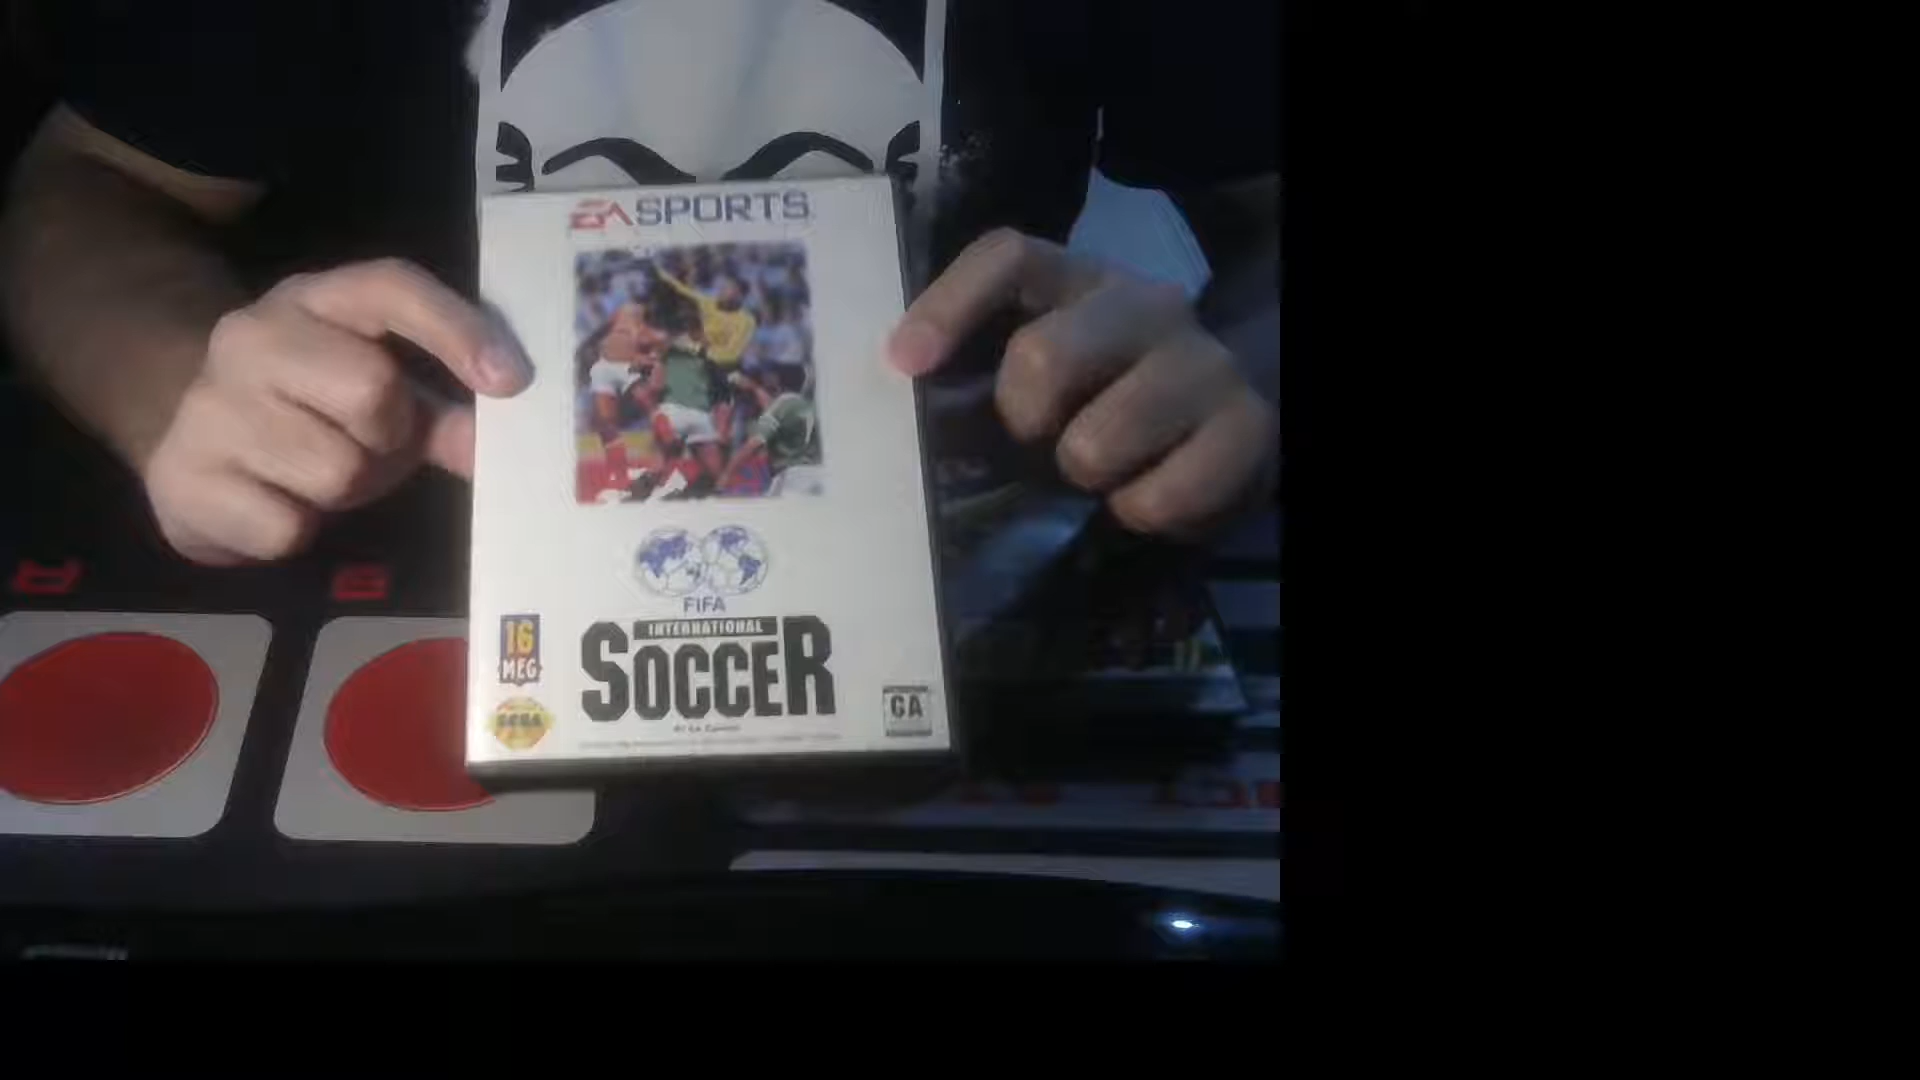 EA SPORTS
FIFA
INTERNATIONAL
SOCCER
16
MEG
SEGA
GA